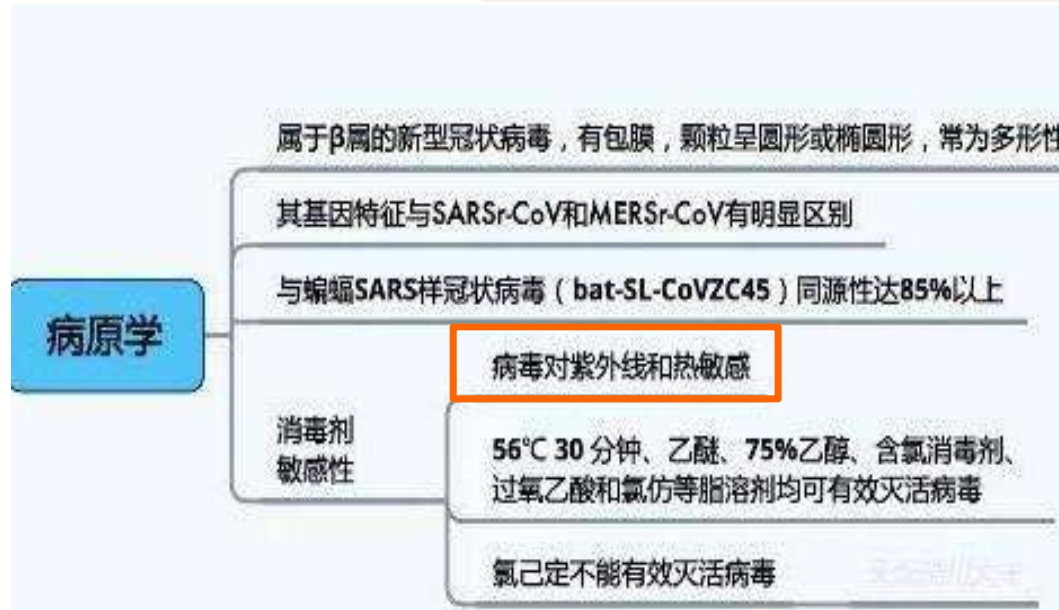 属于β属的新型冠状病毒，有包膜，颗粒呈圆形或椭圆形，常为多形性
其基因特征与SARSr-CoV和MERSr-CoV有明显区别
与蝙蝠SARS样冠状病毒（bat-SL-CoVZC45）同源性达85%以上
病原学
病毒对紫外线和热敏感
消毒剂
敏感性
56℃ 30 分钟、乙醚、75%乙醇、含氯消毒剂、
过氧乙酸和氯仿等脂溶剂均可有效灭活病毒
氯己定不能有效灭活病毒